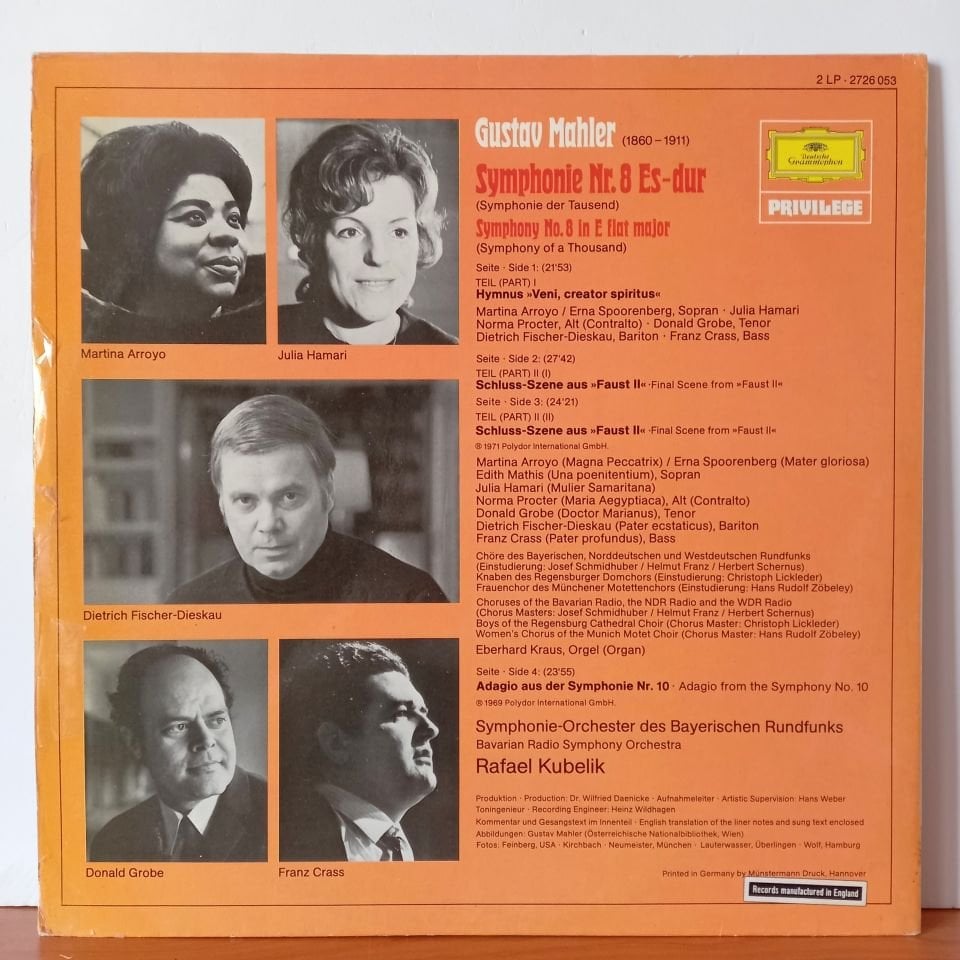 2 LP · 2726 053
Gustav Mahler (1860–1911)
Deutsche
Grammophon
PRIVILEGE
Symphonie Nr. 8 Es-dur
(Symphonie der Tausend)
Symphony No. 8 in E flat major
(Symphony of a Thousand)
Seite · Side 1: (21'53)
TEIL (PART) I
Hymnus »Veni, creator spiritus«
Martina Arroyo / Erna Spoorenberg, Sopran · Julia Hamari
Norma Procter, Alt (Contralto) · Donald Grobe, Tenor
Dietrich Fischer-Dieskau, Bariton · Franz Crass, Bass
Seite · Side 2: (27'42)
TEIL (PART) II (I)
Schluss-Szene aus »Faust II« · Final Scene from »Faust II«
Seite · Side 3: (24'21)
TEIL (PART) II (II)
Schluss-Szene aus »Faust II« · Final Scene from »Faust II«
℗ 1971 Polydor International GmbH.
Martina Arroyo (Magna Peccatrix) / Erna Spoorenberg (Mater gloriosa)
Edith Mathis (Una poenitentium), Sopran
Julia Hamari (Mulier Samaritana)
Norma Procter (Maria Aegyptiaca), Alt (Contralto)
Donald Grobe (Doctor Marianus), Tenor
Dietrich Fischer-Dieskau (Pater ecstaticus), Bariton
Franz Crass (Pater profundus), Bass
Chöre des Bayerischen, Norddeutschen und Westdeutschen Rundfunks
(Einstudierung: Josef Schmidhuber / Helmut Franz / Herbert Schernus)
Knaben des Regensburger Domchors (Einstudierung: Christoph Lickleder)
Frauenchor des Münchener Motettenchors (Einstudierung: Hans Rudolf Zöbeley)
Choruses of the Bavarian Radio, the NDR Radio and the WDR Radio
(Chorus Masters: Josef Schmidhuber / Helmut Franz / Herbert Schernus)
Boys of the Regensburg Cathedral Choir (Chorus Master: Christoph Lickleder)
Women's Chorus of the Munich Motet Choir (Chorus Master: Hans Rudolf Zöbeley)
Eberhard Kraus, Orgel (Organ)
Seite · Side 4: (23'55)
Adagio aus der Symphonie Nr. 10 · Adagio from the Symphony No. 10
℗ 1969 Polydor International GmbH.
Symphonie-Orchester des Bayerischen Rundfunks
Bavarian Radio Symphony Orchestra
Rafael Kubelik
Produktion · Production: Dr. Wilfried Daenicke · Aufnahmeleiter · Artistic Supervision: Hans Weber
Toningenieur · Recording Engineer: Heinz Wildhagen
Kommentar und Gesangstext im Innenteil · English translation of the liner notes and sung text enclosed
Abbildungen: Gustav Mahler (Österreichische Nationalbibliothek, Wien)
Fotos: Feinberg, USA · Kirchbach · Neumeister, München · Lauterwasser, Überlingen · Wolf, Hamburg
Printed in Germany by Münstermann Druck, Hannover
Records manufactured in England
Martina Arroyo
Julia Hamari
Dietrich Fischer-Dieskau
Donald Grobe
Franz Crass